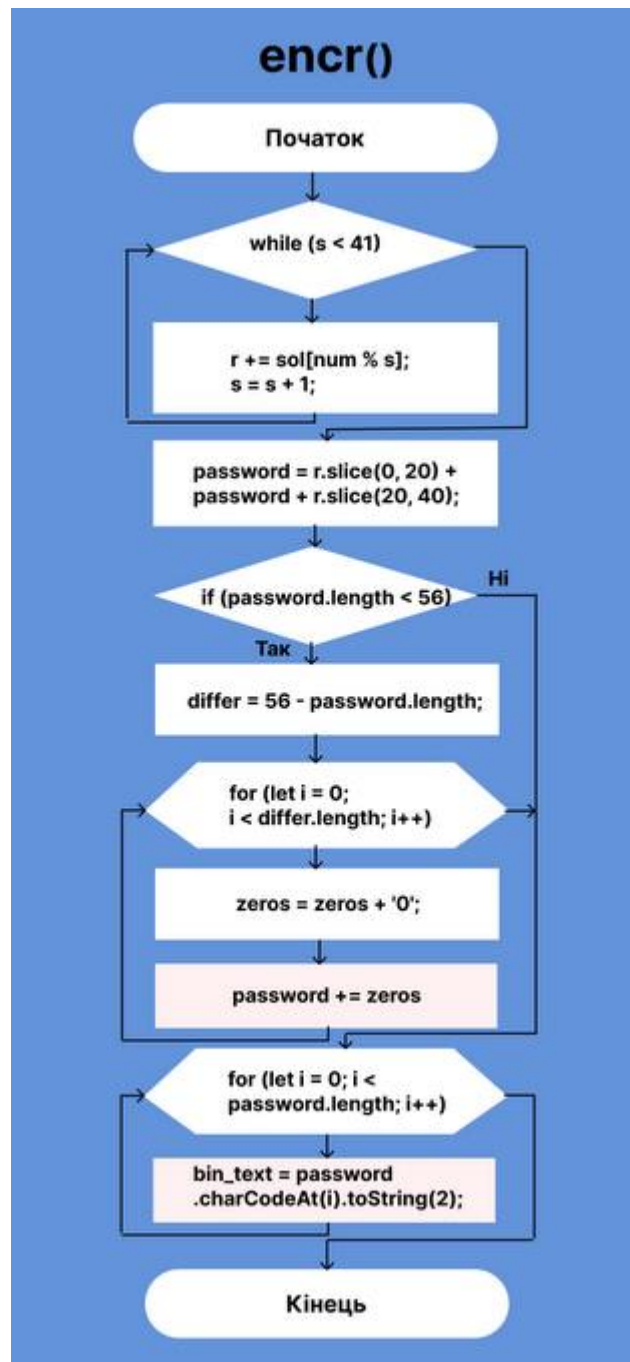 encr()
Початок
while (s < 41)
r += sol[num % s];
s = s + 1;
password = r.slice(0, 20) +
password + r.slice(20, 40);
if (password.length < 56)
Ні
Так
differ = 56 - password.length;
for (let i = 0;
i < differ.length; i++)
zeros = zeros + '0';
password += zeros
for (let i = 0; i <
password.length; i++)
bin_text = password
.charCodeAt(i).toString(2);
Кінець